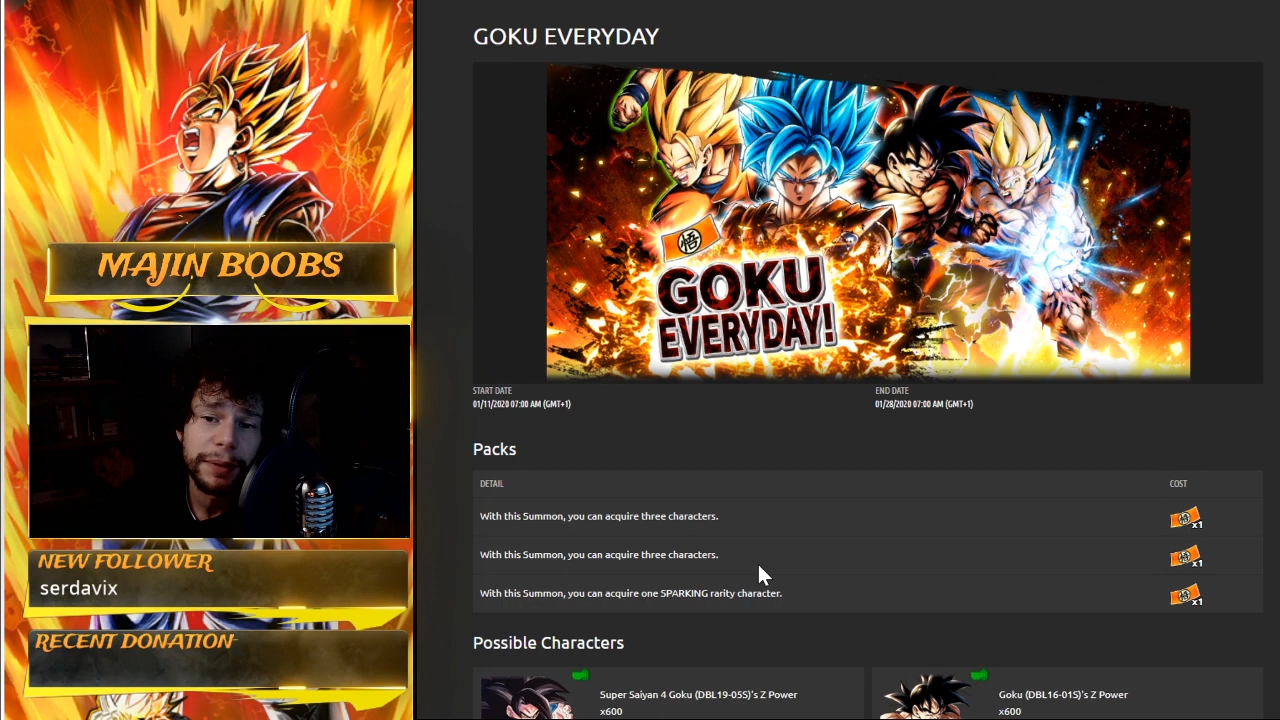 MAJIN BOOBS
NEW FOLLOWER
serdavix
RECENT DONATION
GOKU EVERYDAY
悟
GOKU
EVERYDAY!
START DATE
01/11/2020 07:00 AM (GMT+1)
END DATE
01/28/2020 07:00 AM (GMT+1)
Packs
DETAIL
COST
With this Summon, you can acquire three characters.
悟 x1
With this Summon, you can acquire three characters.
悟 x1
With this Summon, you can acquire one SPARKING rarity character.
悟 x1
Possible Characters
Super Saiyan 4 Goku (DBL19-05S)'s Z Power
x600
Goku (DBL16-01S)'s Z Power
x600